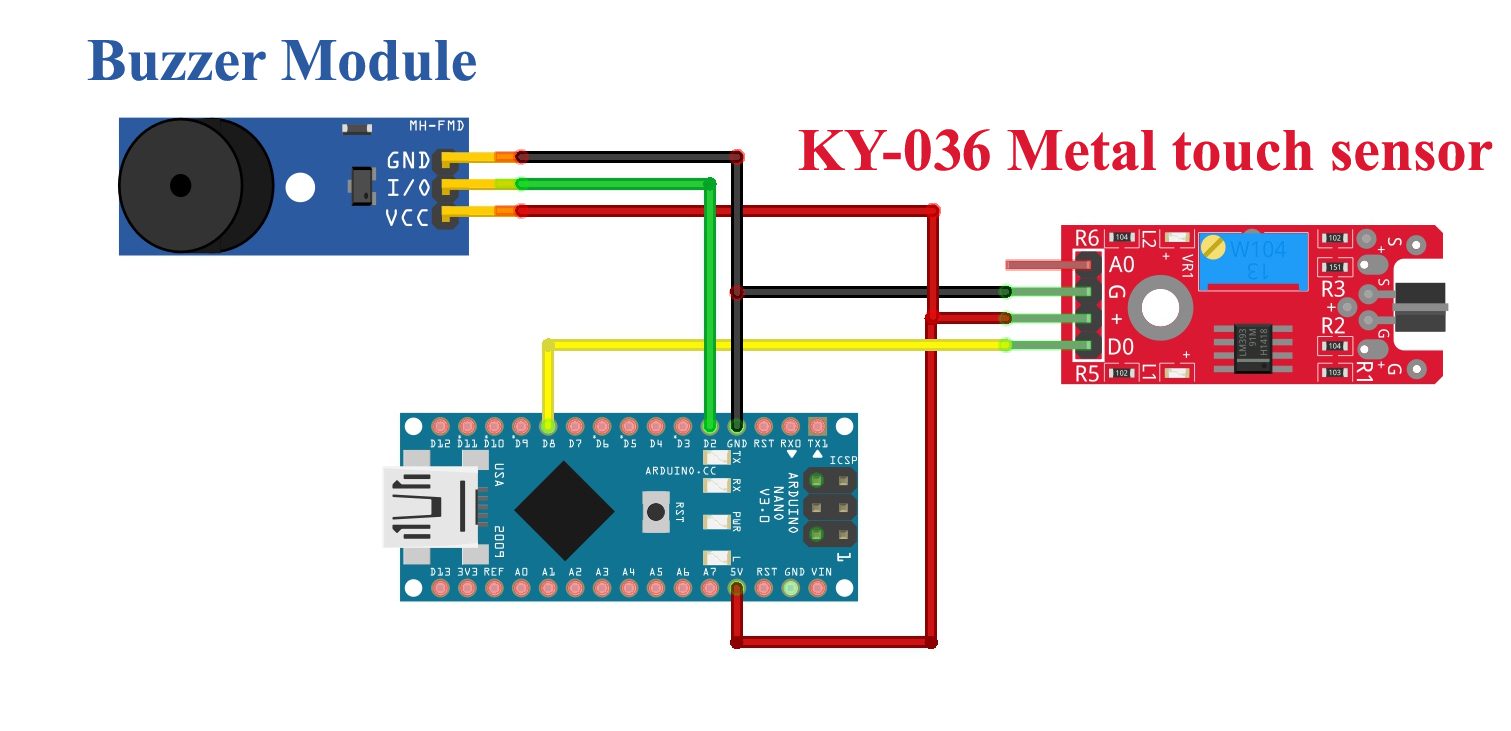 Buzzer Module
MH-FMD
GND
I/O
VCC
KY-036 Metal touch sensor
R6
104
L2
+
VR1
W104
13
102
S
+
A0
151
S
G
R3
+
+
R2
G
D0
LM393
91M
H1418
104
+
R5
102
L1
103
R1
+
G
D12 D11 D10 D9 D8 D7 D6 D5 D4 D3 D2 GND RST RX0 TX1
USA
ARDUINO.CC
TX
ICSP
RX
ARDUINO
NANO
V3.0
RST
PWR
2009
L
1
D13 3V3 REF A0 A1 A2 A3 A4 A5 A6 A7 5V RST GND VIN